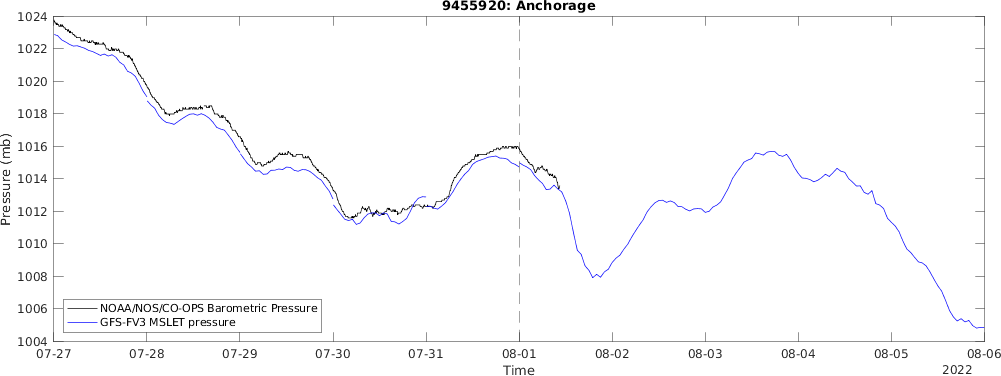 9455920: Anchorage
Pressure (mb)
1024
1022
1020
1018
1016
1014
1012
1010
1008
1006
1004
NOAA/NOS/CO-OPS Barometric Pressure
GFS-FV3 MSLET pressure
07-27 07-28 07-29 07-30 07-31 08-01 08-02 08-03 08-04 08-05 08-06
Time
2022